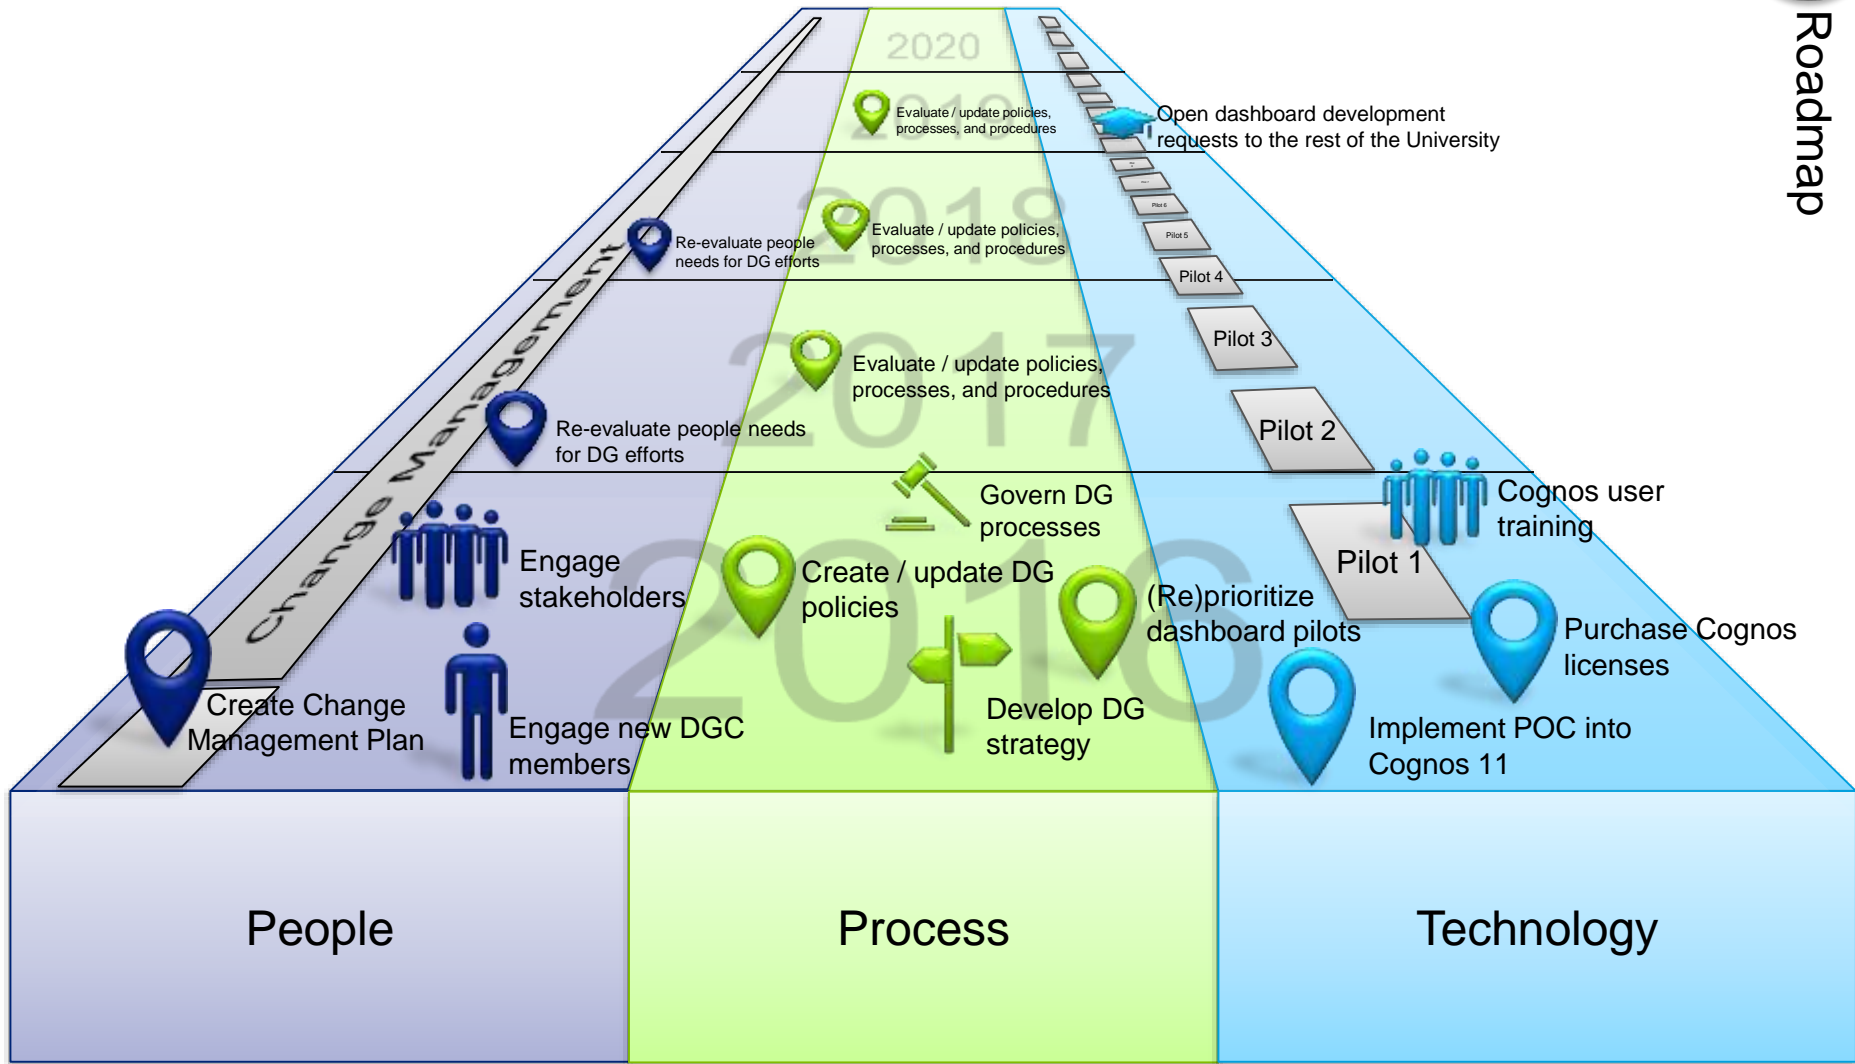 Roadmap
2020
2019
Evaluate / update policies,
processes, and procedures
Open dashboard development
requests to the rest of the University
2018
Evaluate / update policies,
processes, and procedures
Re-evaluate people
needs for DG efforts
Pilot 6
Pilot 5
Pilot 4
2017
Pilot 3
Evaluate / update policies,
processes, and procedures
Pilot 2
Re-evaluate people needs
for DG efforts
Change Management
2016
Govern DG
processes
Cognos user
training
Engage
stakeholders
Create / update DG
policies
Pilot 1
(Re)prioritize
dashboard pilots
Purchase Cognos
licenses
Create Change
Management Plan
Engage new DGC
members
Develop DG
strategy
Implement POC into
Cognos 11
People
Process
Technology